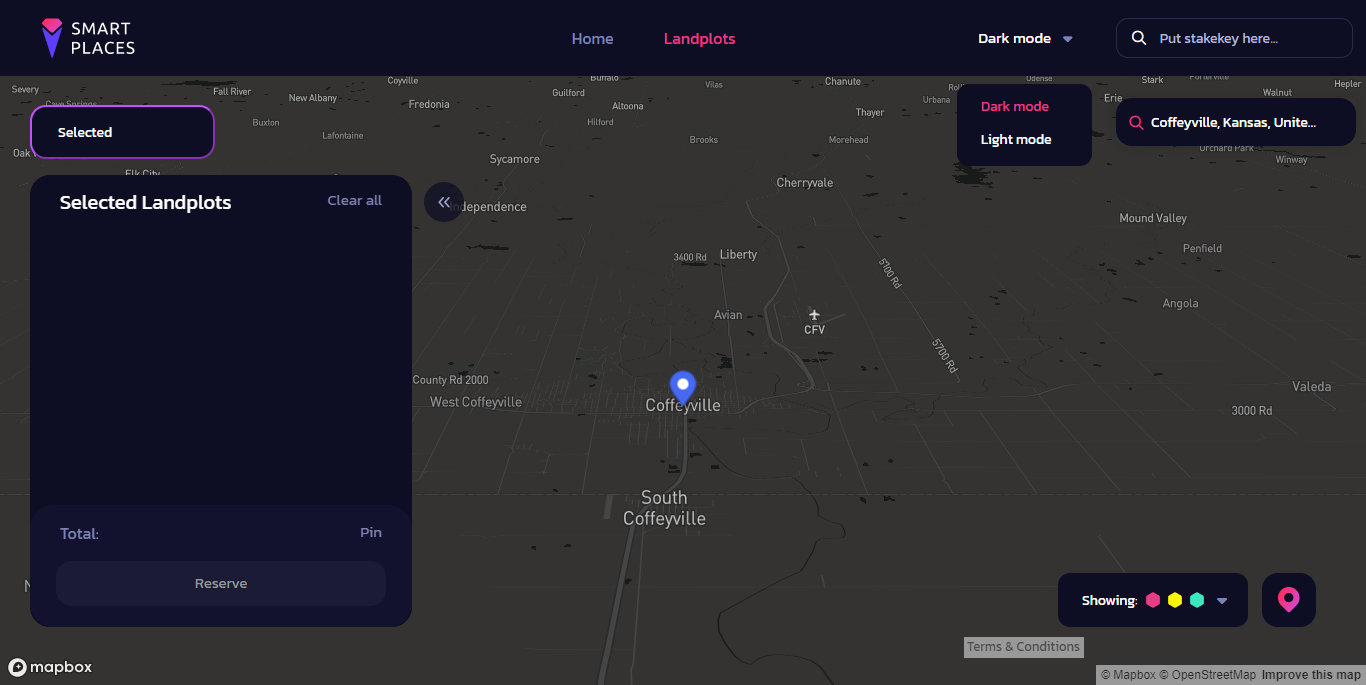 SMART
PLACES
Home
Landplots
Dark mode
Put stakekey here...
Dark mode
Light mode
Coffeyville, Kansas, Unite...
Selected
Selected Landplots
Clear all
Total:
Pin
Reserve
Severy
Fall River
New Albany
Coyville
Buffalo
Vilas
Chanute
Udense
Stark
Porterville
Hepler
Cave Springs
Fredonia
Guilford
Altoona
Urbana
Erie
Walnut
Buxton
Lafontaine
Hilford
Thayer
Oak
Elk City
Sycamore
Brooks
Morehead
Orchard Park
Winway
Cherryvale
Independence
Mound Valley
3400 Rd
Liberty
5700 Rd
Penfield
Avian
CFV
Angola
5700 Rd
County Rd 2000
West Coffeyville
Coffeyville
Valeda
3000 Rd
South
Coffeyville
Showing:
Terms & Conditions
mapbox
© Mapbox © OpenStreetMap Improve this map